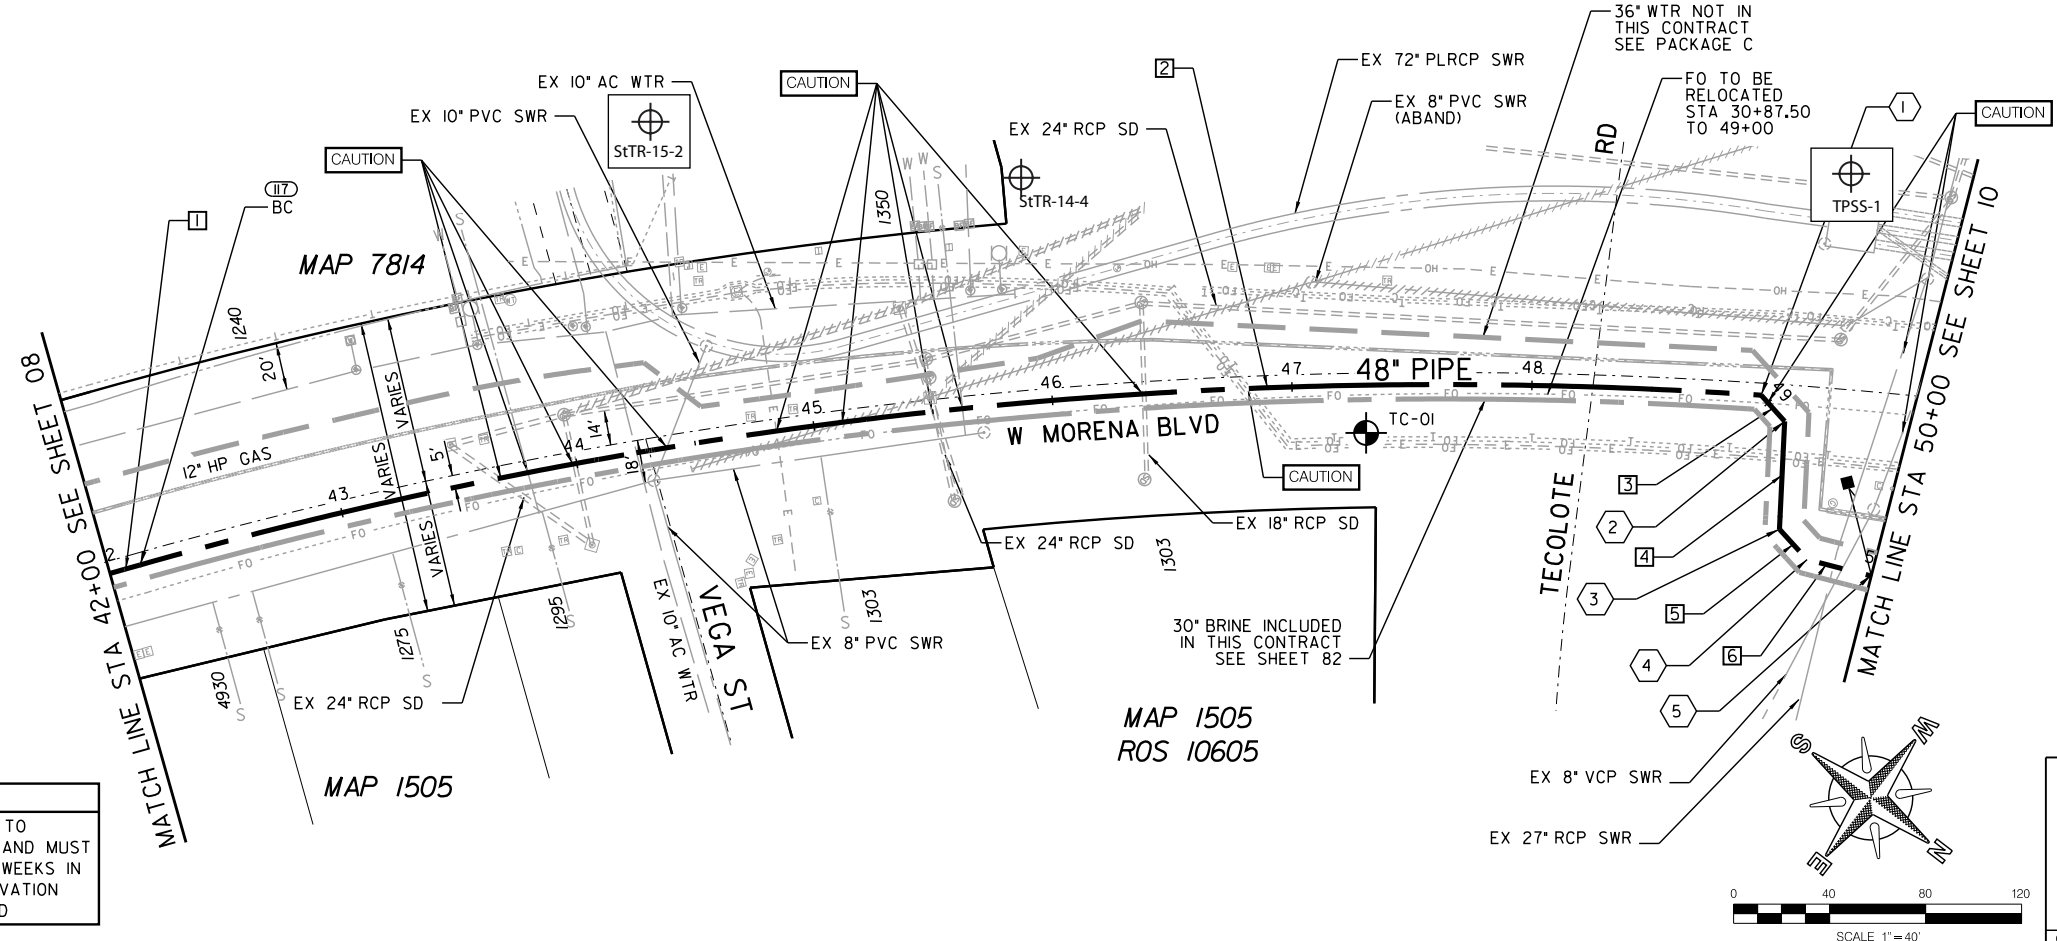 36" WTR NOT IN
THIS CONTRACT
SEE PACKAGE C
EX 72" PLRCP SWR
2
EX 10" AC WTR
CAUTION
FO TO BE
RELOCATED
STA 30+87.50
TO 49+00
1
CAUTION
EX 8" PVC SWR
(ABAND)
EX 10" PVC SWR
StTR-15-2
EX 24" RCP SD
RD
CAUTION
TPSS-1
117
BC
1
StTR-14-4
1350
MAP 7814
1240
20'
VARIES
VARIES
5'
14'
18'
12" HP GAS
43
44
45
46
47
48
49
48" PIPE
W MORENA BLVD
TC-01
CAUTION
MATCH LINE STA 42+00 SEE SHEET 08
MATCH LINE STA 50+00 SEE SHEET 10
VARIES
FO
FO
FO
FO
FO
FO
FO
3
2
4
3
5
4
6
5
TECOLOTE
EX 18" RCP SD
EX 24" RCP SD
1303
1303
1295
1275
4930
EX 10" AC WTR
VEGA ST
EX 8" PVC SWR
EX 24" RCP SD
30" BRINE INCLUDED
IN THIS CONTRACT
SEE SHEET 82
MAP 1505
ROS 10605
MAP 1505
EX 8" VCP SWR
EX 27" RCP SWR
S
W
E
N
TO
AND MUST
WEEKS IN
VATION
D
0 40 80 120
SCALE 1"=40'